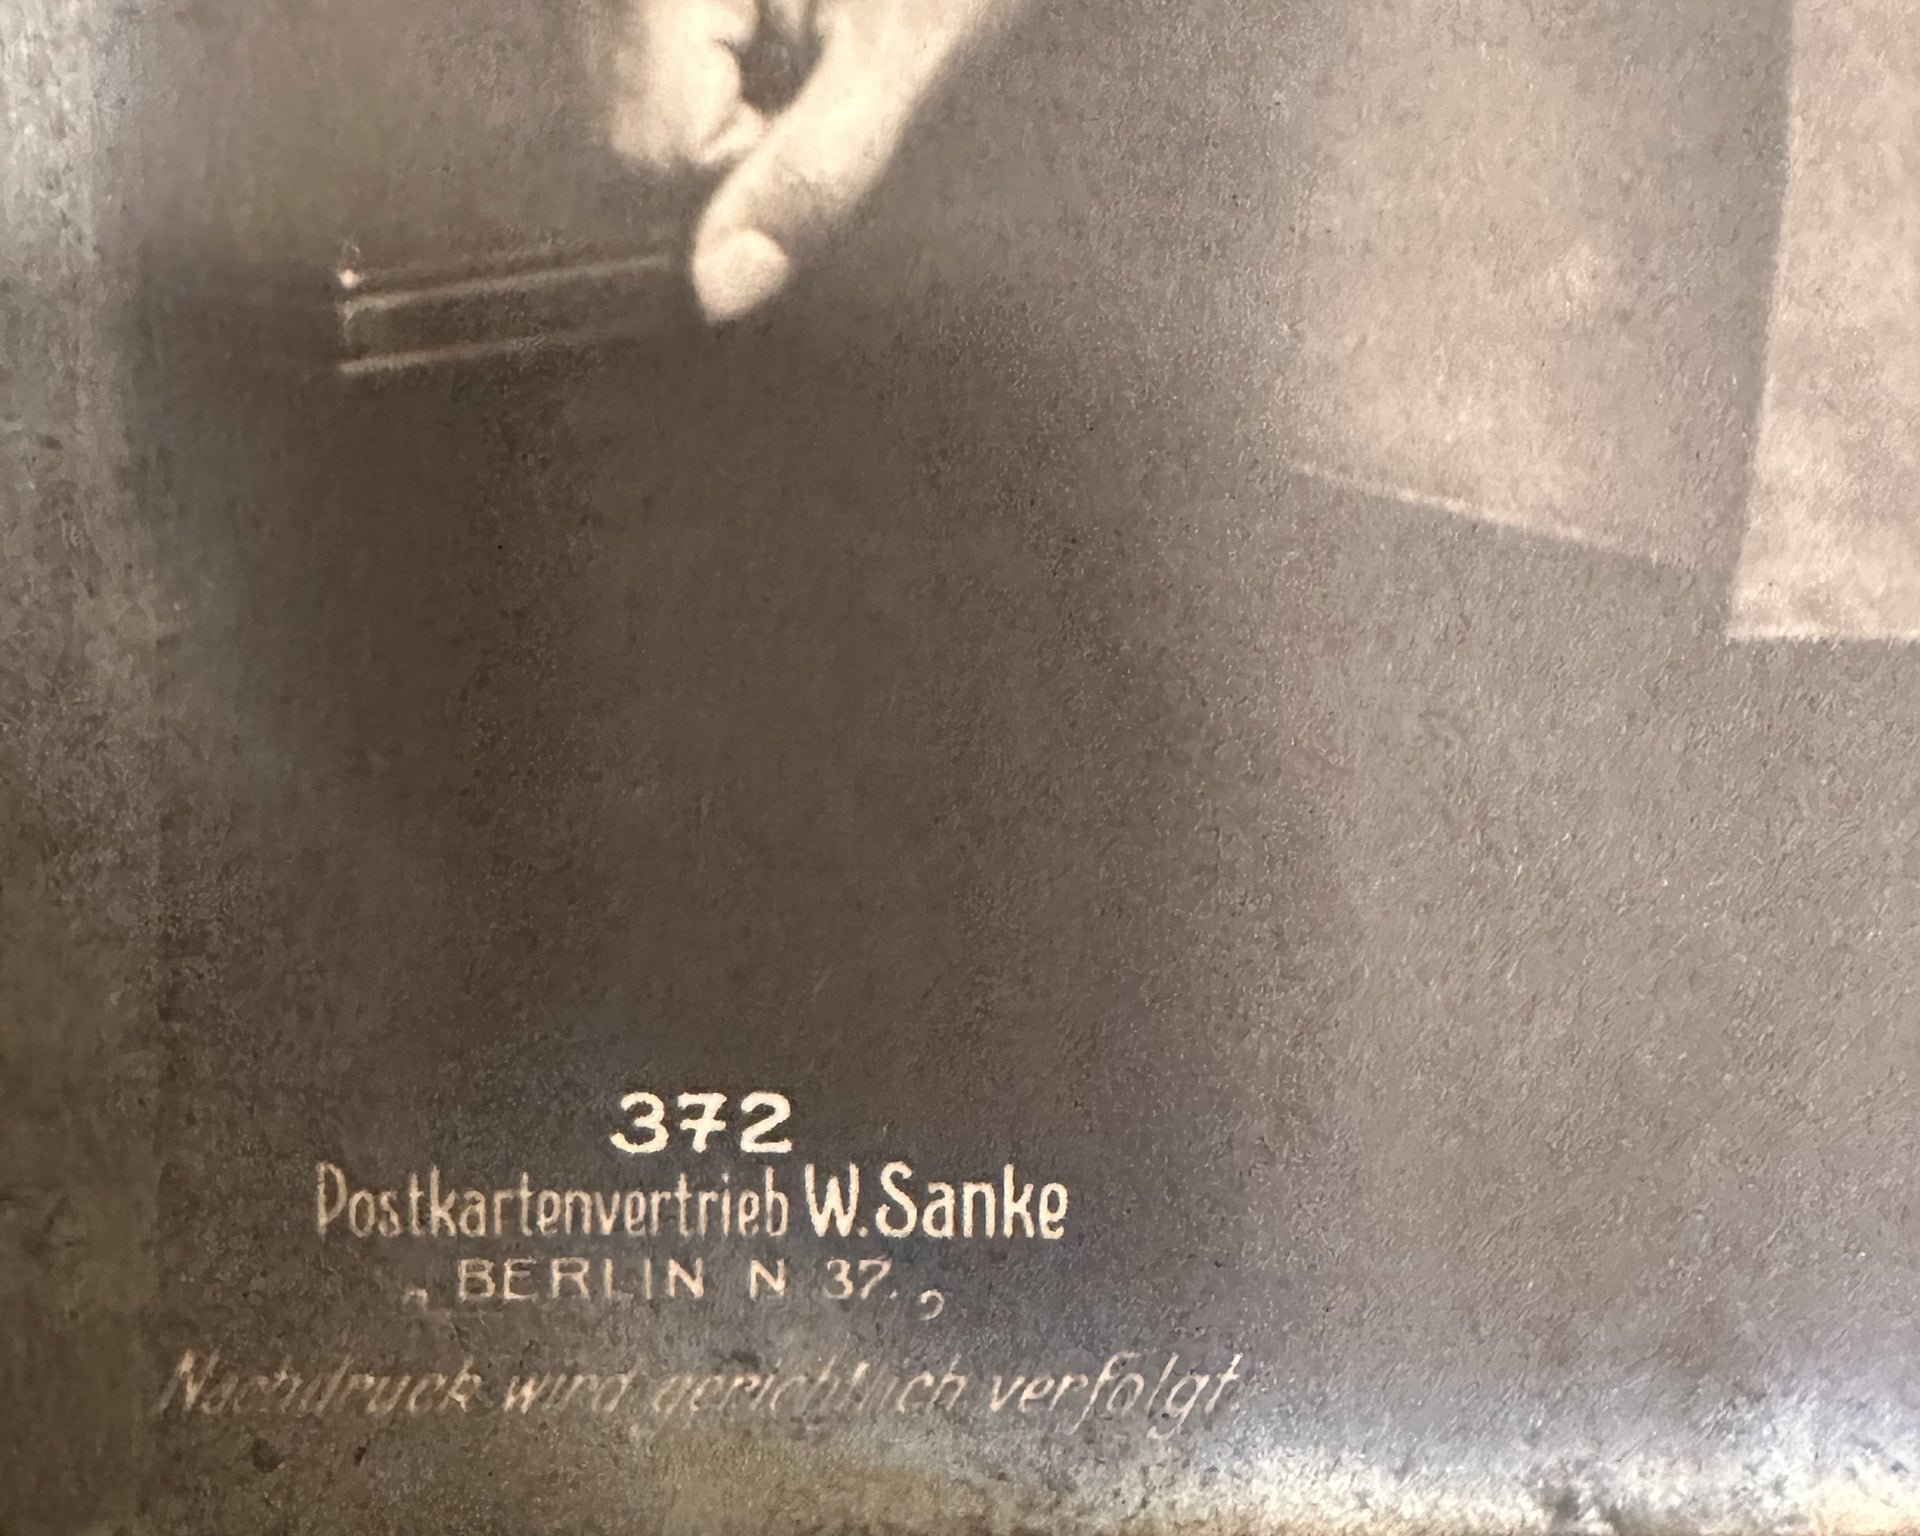 372
Postkartenvertrieb W. Sanke
BERLIN N 37.
Nachdruck wird gerichtlich verfolgt.